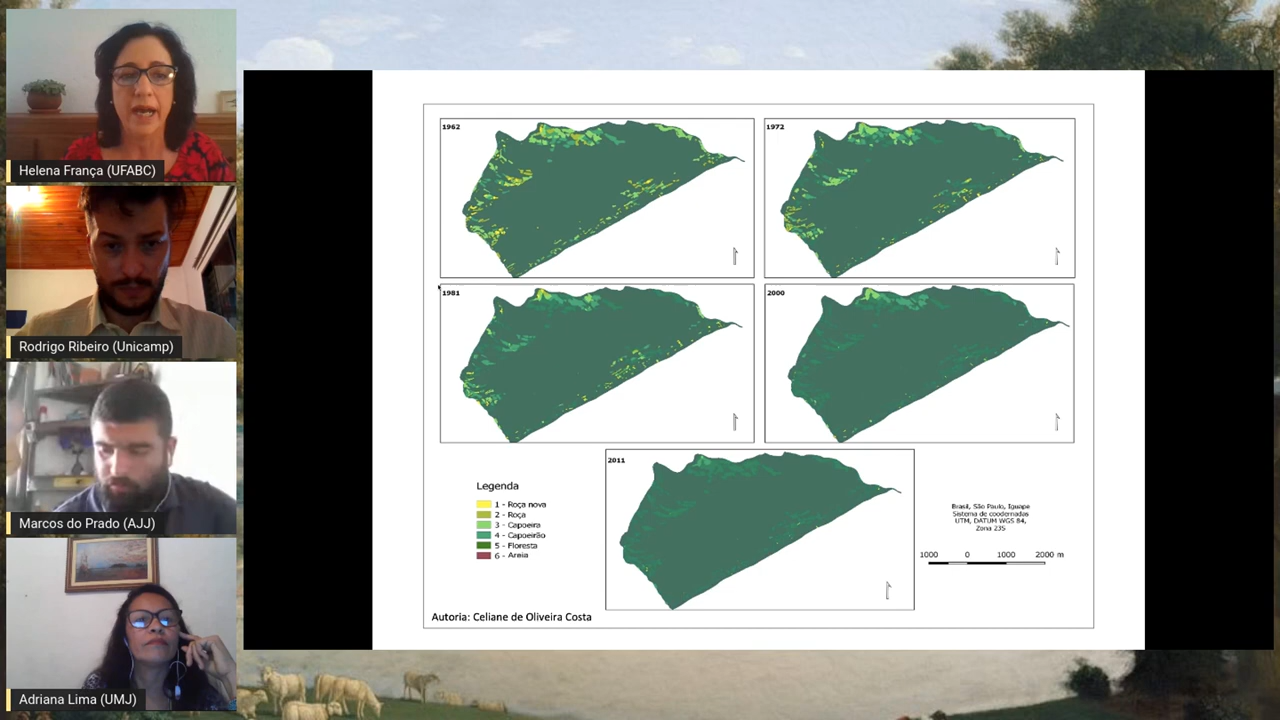 Helena França (UFABC)
Rodrigo Ribeiro (Unicamp)
Marcos do Prado (AJJ)
Adriana Lima (UMJ)
1962
1972
1981
2000
2011
Legenda
1 - Roça nova
2 - Roça
3 - Capoeira
4 - Capoeirão
5 - Floresta
6 - Areia
Brasil, São Paulo, Iguape
Sistema de coodernadas
UTM, DATUM WGS 84,
Zona 23S
1000 0 1000 2000 m
Autoria: Celiane de Oliveira Costa